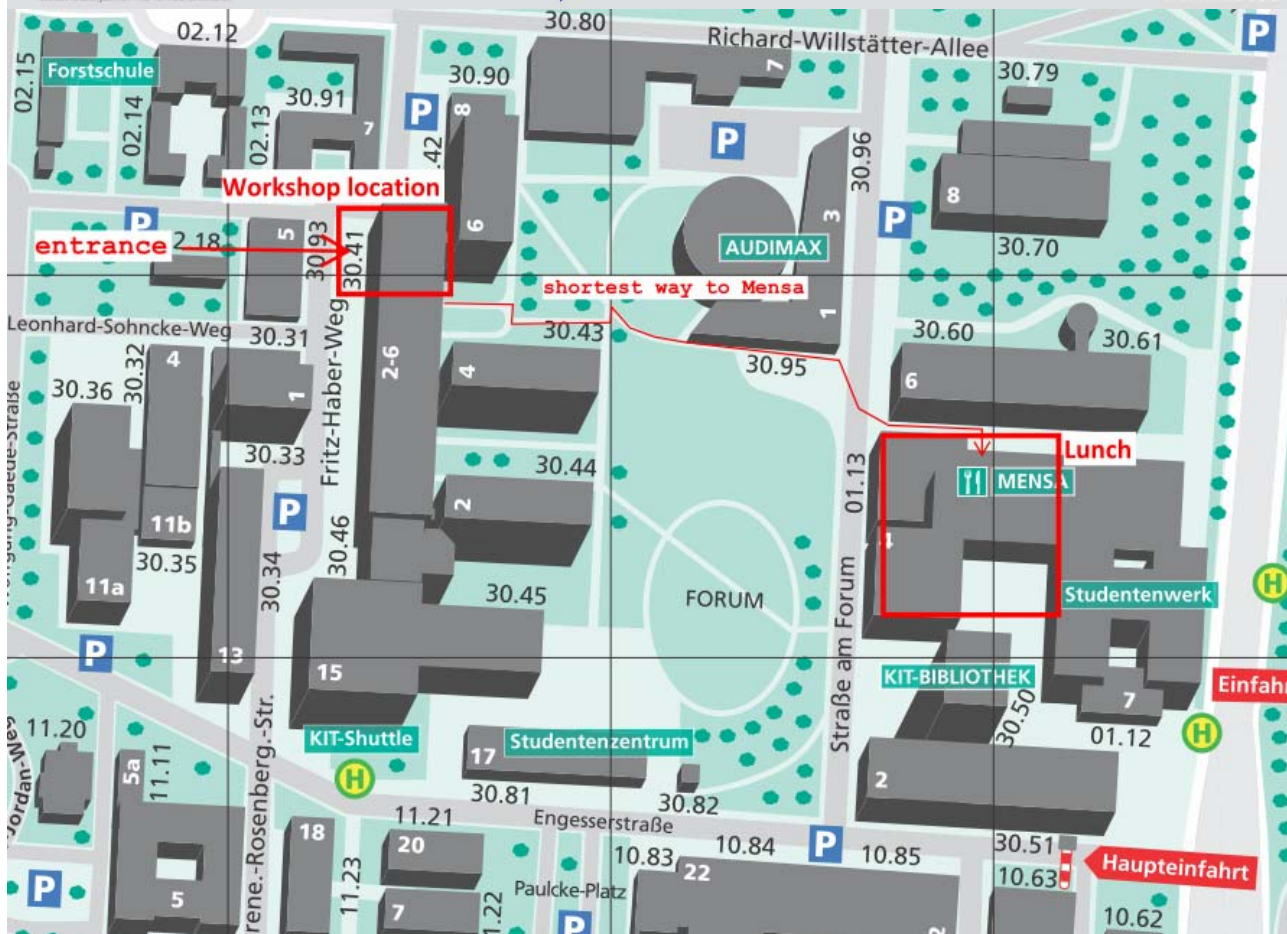 02.12
30.80
Richard-Willstätter-Allee
P
02.15
Forstschule
02.14
02.13
30.91
7
P
.42
30.90
8
7
P
30.79
30.96
Workshop location
P
entrance
2.18
5
30.93
30.41
6
AUDIMAX
3
P
8
30.70
shortest way to Mensa
Leonhard-Sohncke-Weg
30.31
Fritz-Haber-Weg
2-6
30.43
1
30.95
30.60
30.61
30.36
30.32
4
1
4
6
30.33
30.44
01.13
Lunch
MENSA
11b
30.35
11a
P
30.34
30.46
2
4
30.45
FORUM
Straße am Forum
Studentenwerk
H
P
13
15
KIT-BIBLIOTHEK
30.50
7
01.12
Einfahr
H
11.20
Jordan-Weg
5a
11.11
rene.-Rosenberg.-Str.
KIT-Shuttle
H
17
Studentenzentrum
30.81
30.82
2
Engesserstraße
18
11.21
20
11.23
10.83
10.84
P
10.85
30.51
10.63
Haupteinfahrt
P
5
7
1.22
Paulcke-Platz
P
22
2
10.62